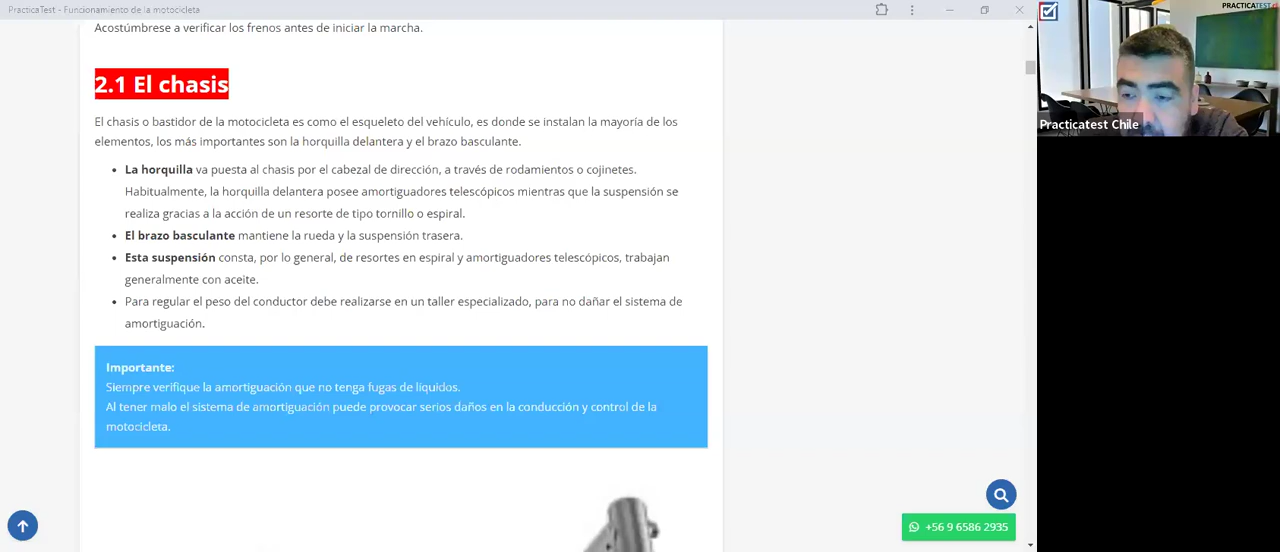 PracticaTest - Funcionamiento de la motocicleta
Acostúmbrese a verificar los frenos antes de iniciar la marcha.
2.1 El chasis
El chasis o bastidor de la motocicleta es como el esqueleto del vehículo, es donde se instalan la mayoría de los
elementos, los más importantes son la horquilla delantera y el brazo basculante.
La horquilla va puesta al chasis por el cabezal de dirección, a través de rodamientos o cojinetes.
Habitualmente, la horquilla delantera posee amortiguadores telescópicos mientras que la suspensión se
realiza gracias a la acción de un resorte de tipo tornillo o espiral.
El brazo basculante mantiene la rueda y la suspensión trasera.
Esta suspensión consta, por lo general, de resortes en espiral y amortiguadores telescópicos, trabajan
generalmente con aceite.
Para regular el peso del conductor debe realizarse en un taller especializado, para no dañar el sistema de
amortiguación.
Importante:
Siempre verifique la amortiguación que no tenga fugas de líquidos.
Al tener malo el sistema de amortiguación puede provocar serios daños en la conducción y control de la
motocicleta.
+56 9 6586 2935
PRACTICATEST
Practicatest Chile